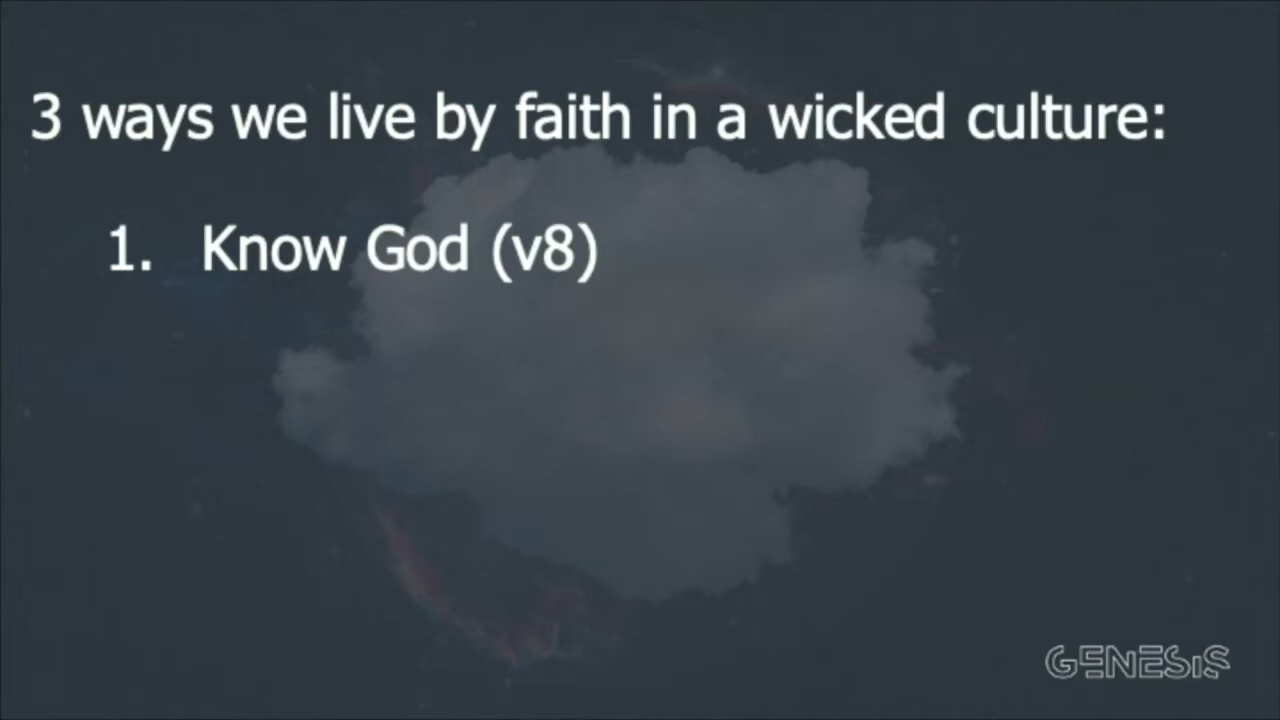 3 ways we live by faith in a wicked culture:
1. Know God (v8)
GENESIS